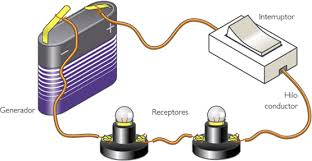 Interruptor
−
+
Generador
Receptores
Hilo
conductor